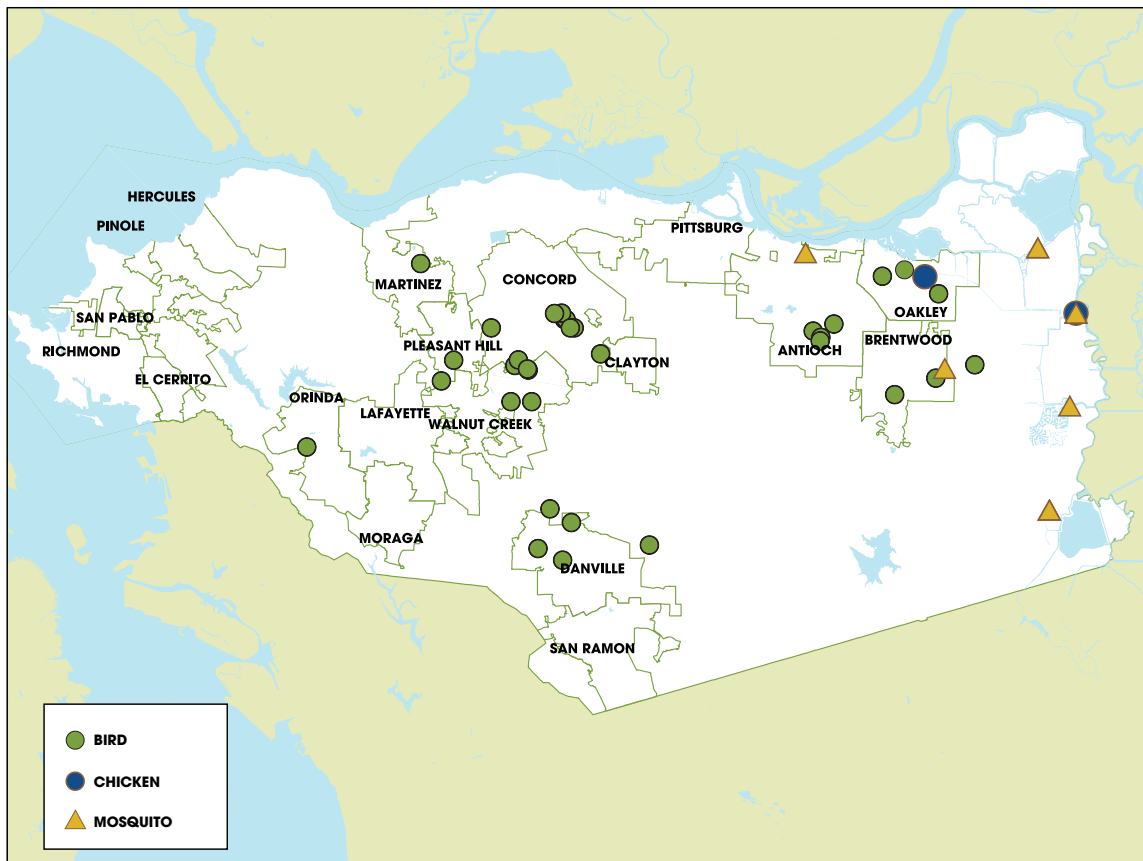 HERCULES
PINOLE
PITTSBURG
CONCORD
MARTINEZ
SAN PABLO
OAKLEY
RICHMOND
PLEASANT HILL
BRENTWOOD
ANTIOCH
CLAYTON
EL CERRITO
ORINDA
LAFAYETTE
WALNUT CREEK
MORAGA
DANVILLE
SAN RAMON
BIRD
CHICKEN
MOSQUITO